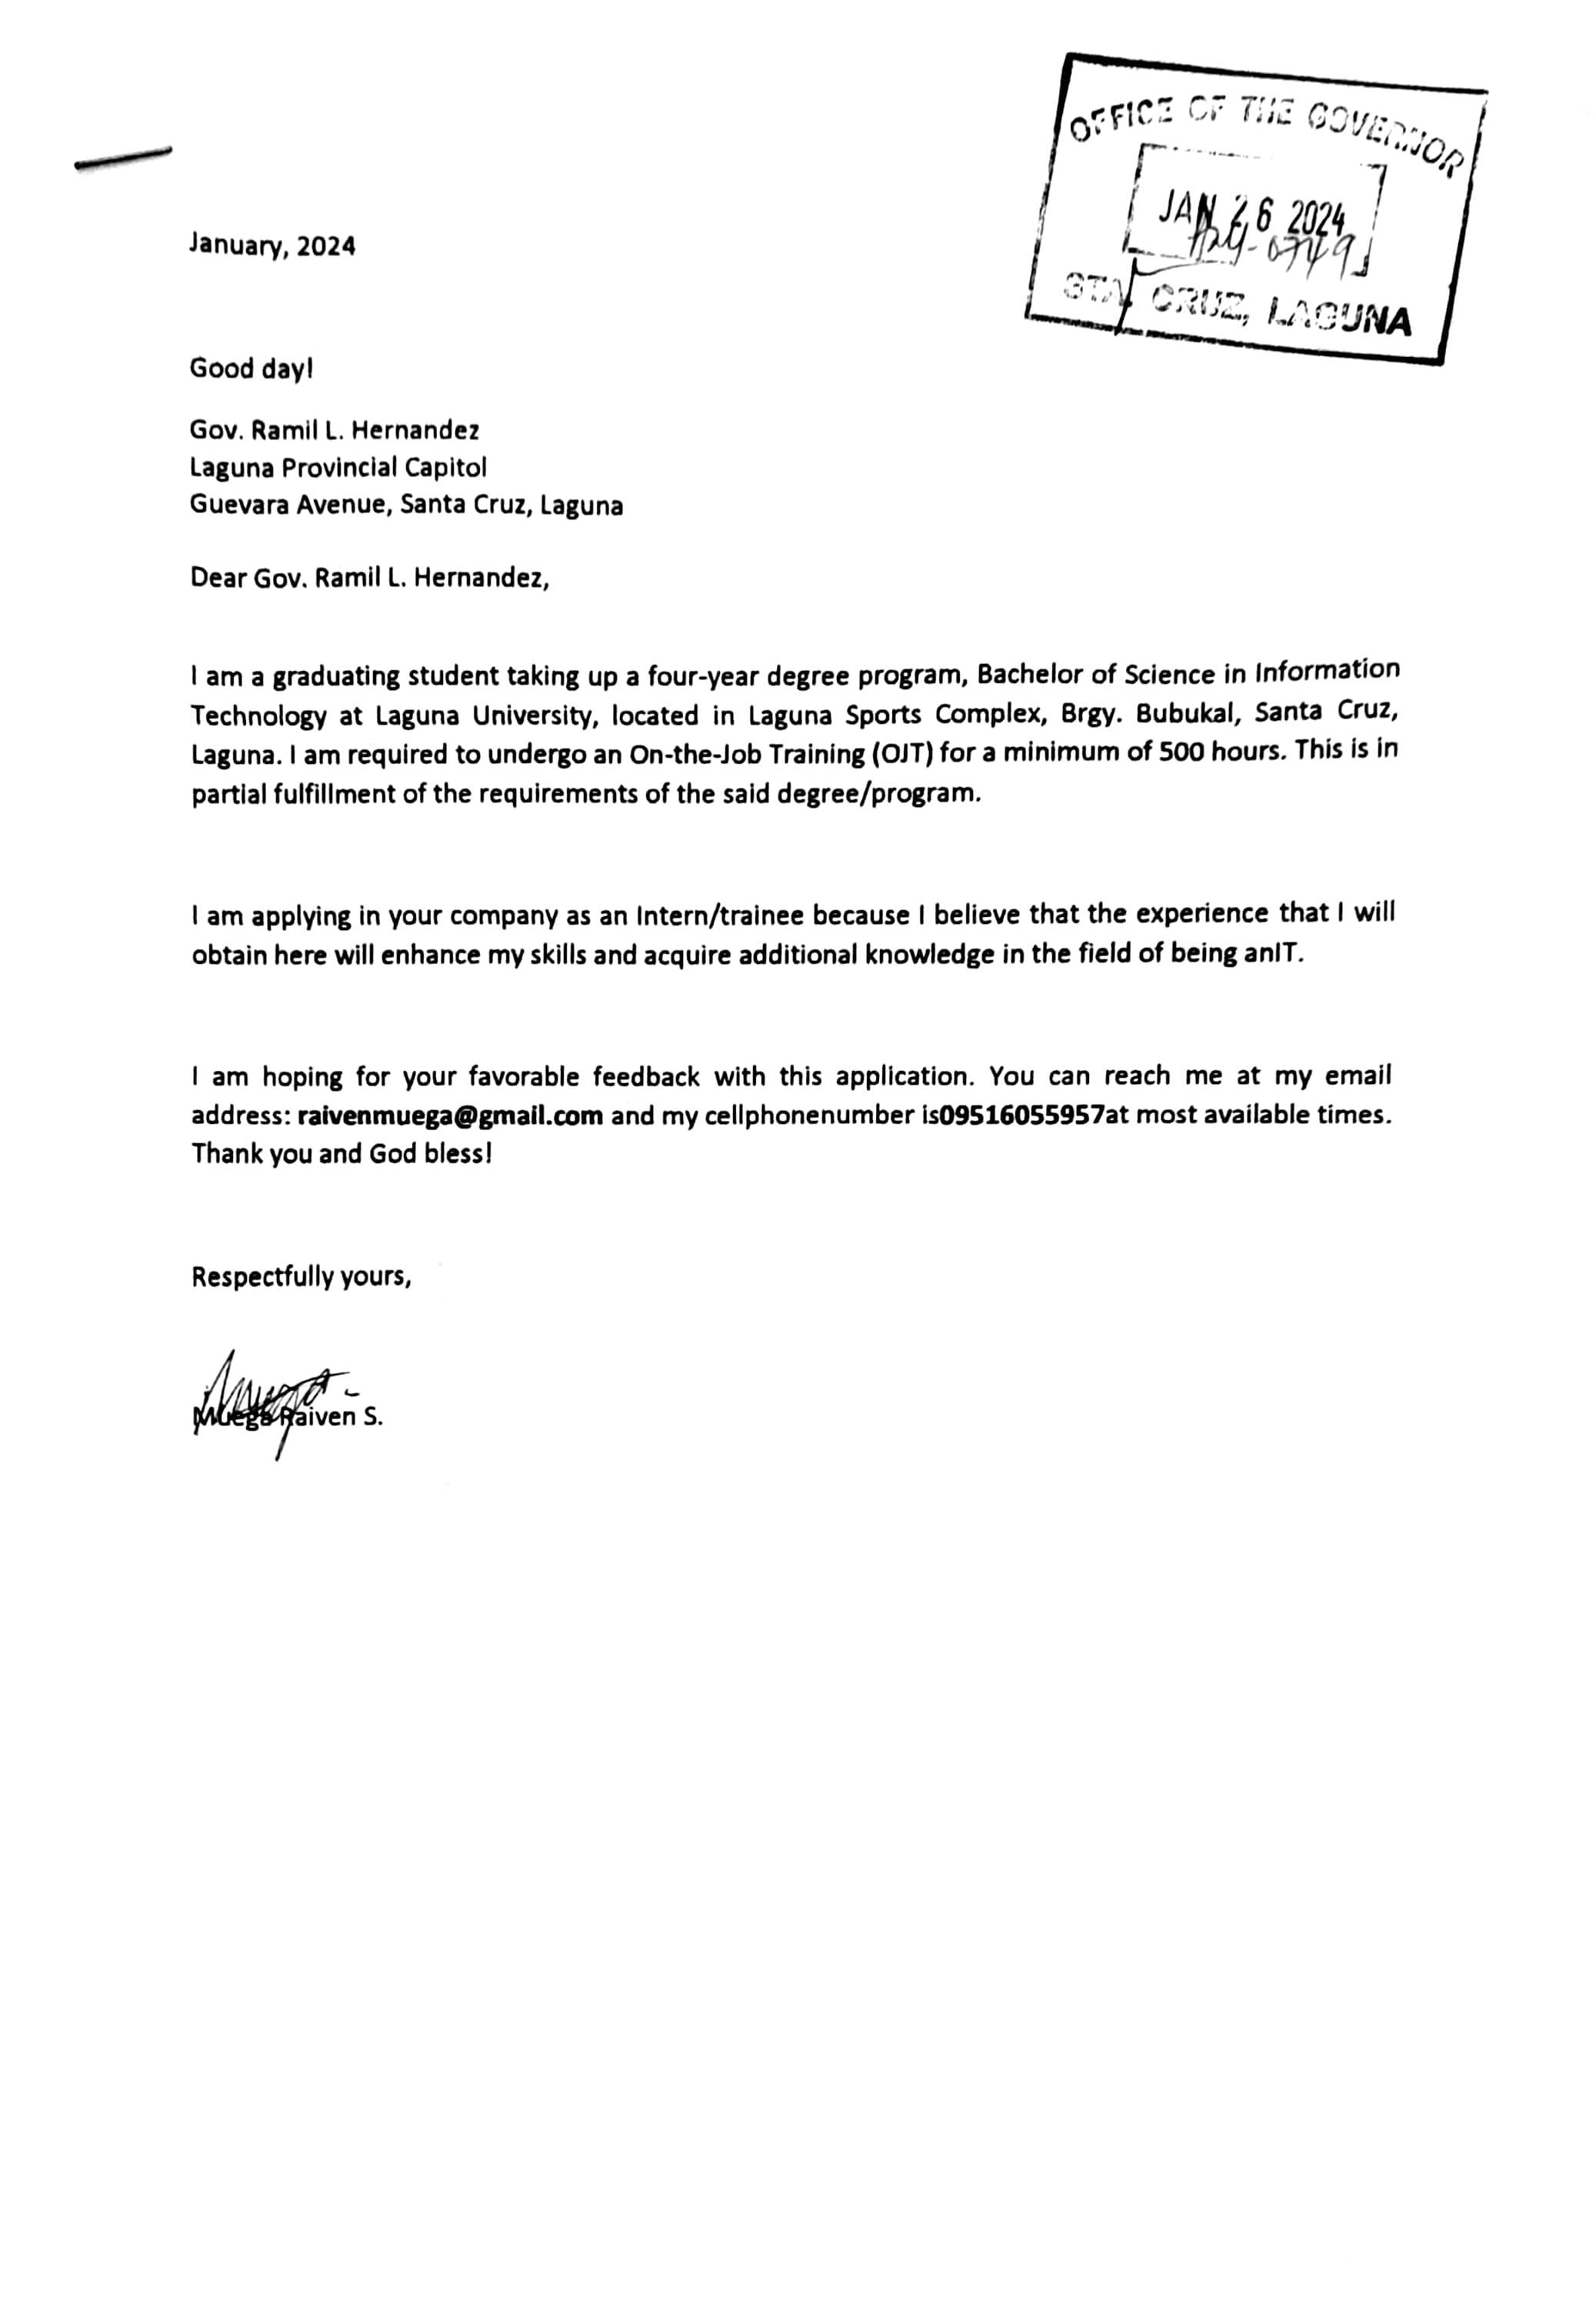 OFFICE OF THE GOVERNOR
JAN 26 2024
STA. CRUZ, LAGUNA
January, 2024
Good day!
Gov. Ramil L. Hernandez
Laguna Provincial Capitol
Guevara Avenue, Santa Cruz, Laguna
Dear Gov. Ramil L. Hernandez,
I am a graduating student taking up a four-year degree program, Bachelor of Science in Information
Technology at Laguna University, located in Laguna Sports Complex, Brgy. Bubukal, Santa Cruz,
Laguna. I am required to undergo an On-the-Job Training (OJT) for a minimum of 500 hours. This is in
partial fulfillment of the requirements of the said degree/program.
I am applying in your company as an Intern/trainee because I believe that the experience that I will
obtain here will enhance my skills and acquire additional knowledge in the field of being anIT.
I am hoping for your favorable feedback with this application. You can reach me at my email
address: raivenmuega@gmail.com and my cellphonenumber is09516055957at most available times.
Thank you and God bless!
Respectfully yours,
Muega Raiven S.